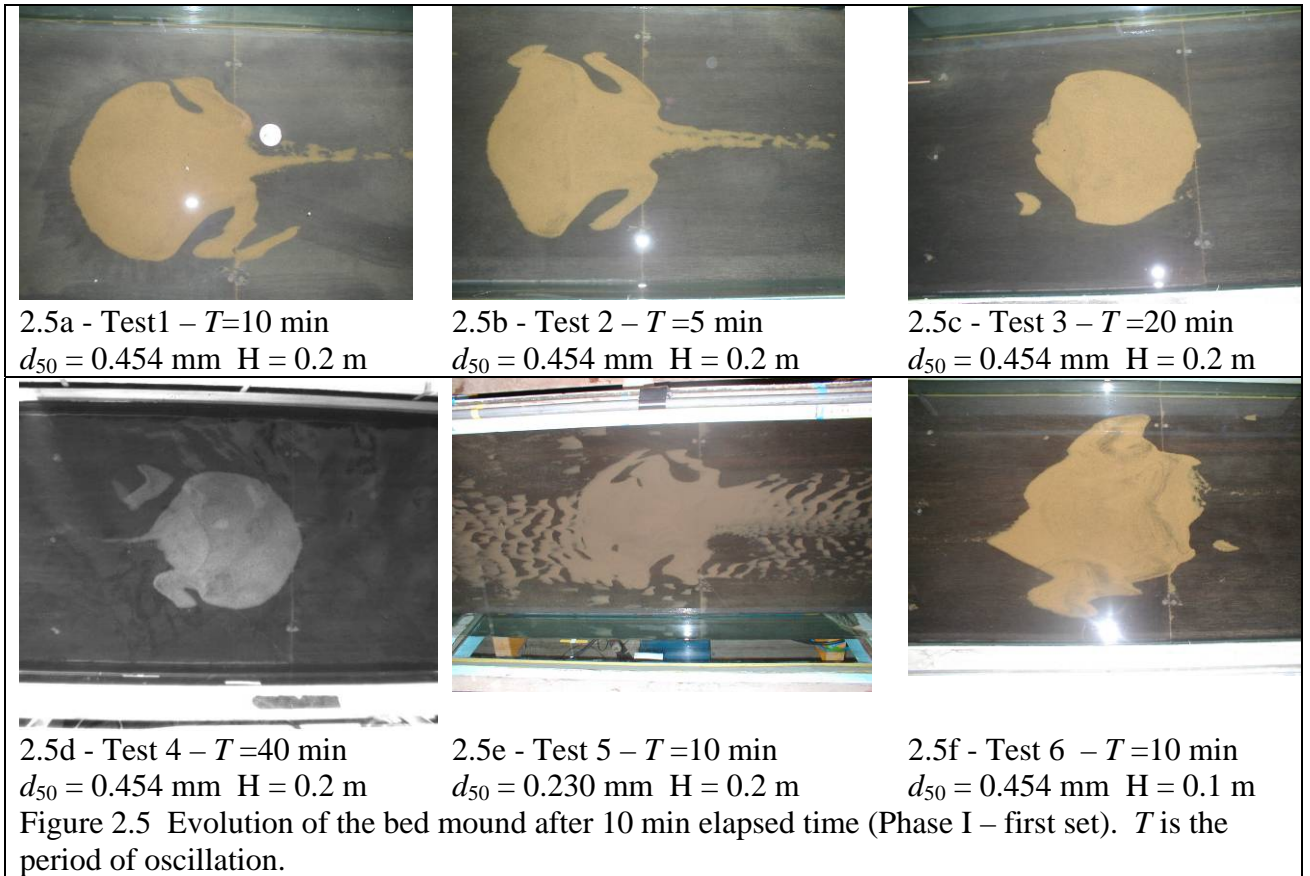 2.5a - Test1 – T=10 min
d50 = 0.454 mm H = 0.2 m
2.5b - Test 2 – T =5 min
d50 = 0.454 mm H = 0.2 m
2.5c - Test 3 – T =20 min
d50 = 0.454 mm H = 0.2 m
2.5d - Test 4 – T =40 min
d50 = 0.454 mm H = 0.2 m
2.5e - Test 5 – T =10 min
d50 = 0.230 mm H = 0.2 m
2.5f - Test 6 – T =10 min
d50 = 0.454 mm H = 0.1 m
Figure 2.5 Evolution of the bed mound after 10 min elapsed time (Phase I – first set). T is the
period of oscillation.